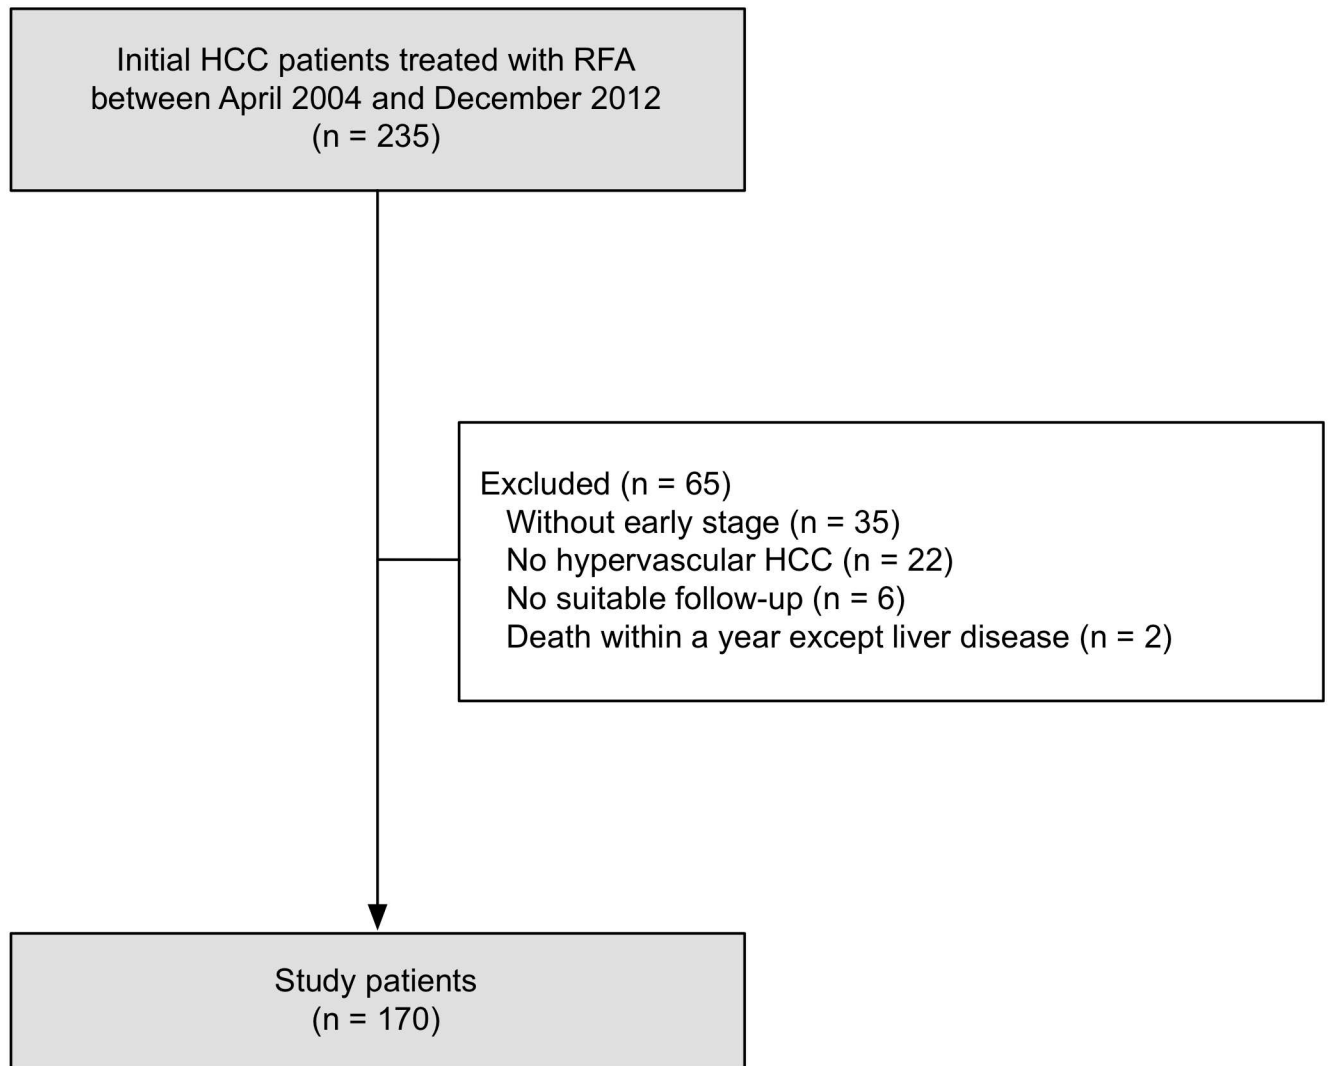 Initial HCC patients treated with RFA
between April 2004 and December 2012
(n = 235)
Excluded (n = 65)
Without early stage (n = 35)
No hypervascular HCC (n = 22)
No suitable follow-up (n = 6)
Death within a year except liver disease (n = 2)
Study patients
(n = 170)